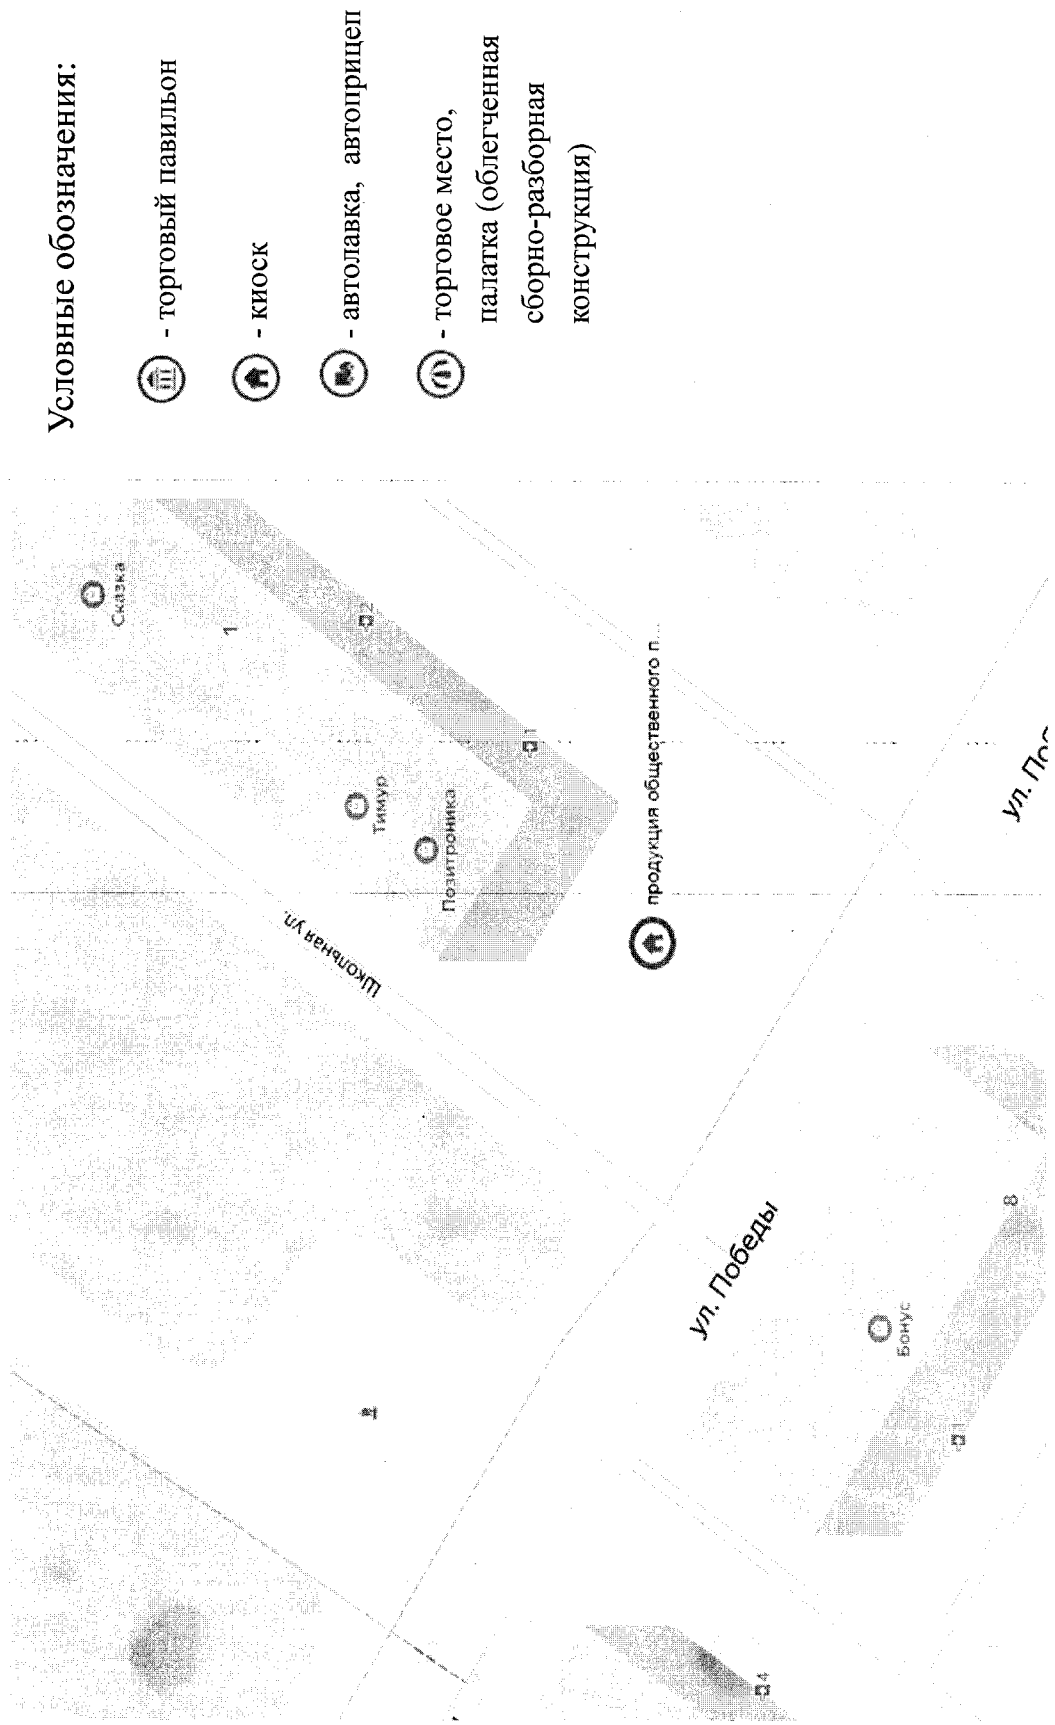 Условные обозначения:
- торговый павильон
- киоск
- автолавка, автоприцеп
- торговое место,
палатка (облегченная
сборно-разборная
конструкция)
Сказка
1
2
1
Тимур
Позитроника
Школьная ул.
продукция общественного п...
ул. Поб
ул. Победы
8
Бонус
1
4